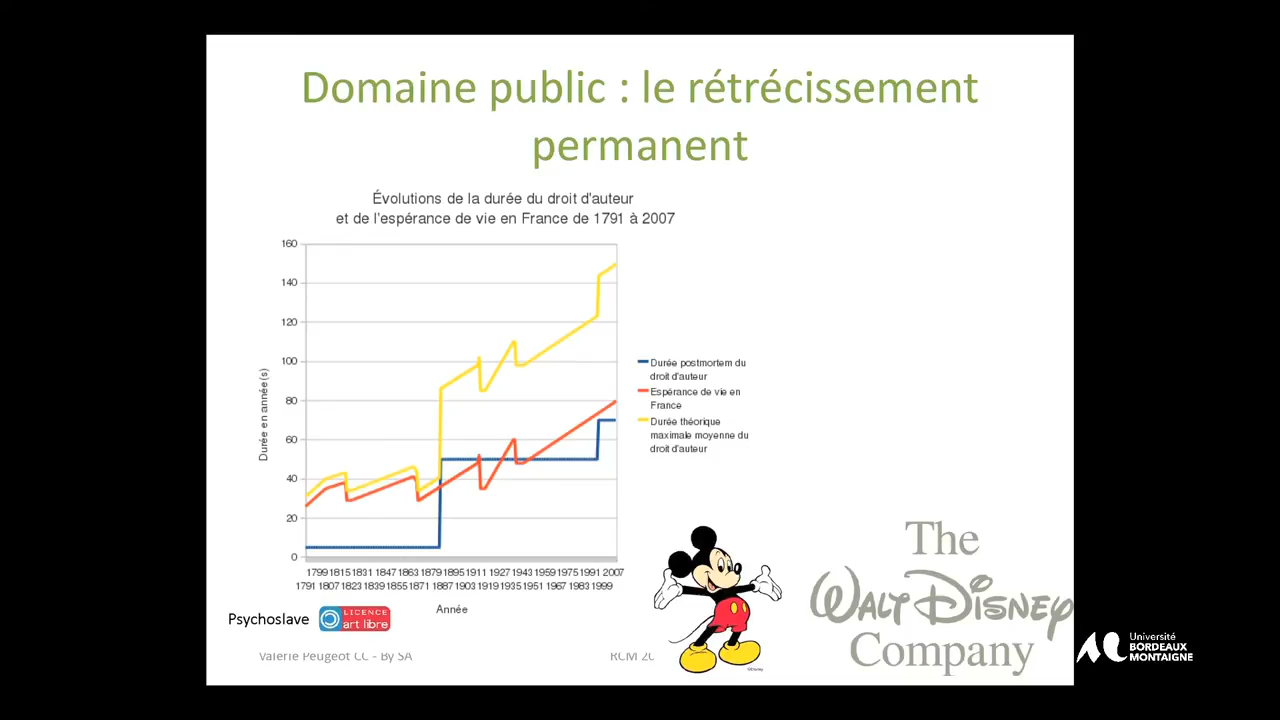 Domaine public : le rétrécissement
permanent
Évolutions de la durée du droit d'auteur
et de l'espérance de vie en France de 1791 à 2007
160
140
120
100
80
60
40
20
0
Durée en année(s)
1799 1815 1831 1847 1863 1879 1895 1911 1927 1943 1959 1975 1991 2007
1791 1807 1823 1839 1855 1871 1887 1903 1919 1935 1951 1967 1983 1999
Année
Durée postmortem du
droit d'auteur
Espérance de vie en
France
Durée théorique
maximale moyenne du
droit d'auteur
Psychoslave
LICENCE
art libre
Valérie Peugeot CC - By SA
RCM 20
The
WALT DISNEY
Company
©Disney
Université
BORDEAUX
MONTAIGNE